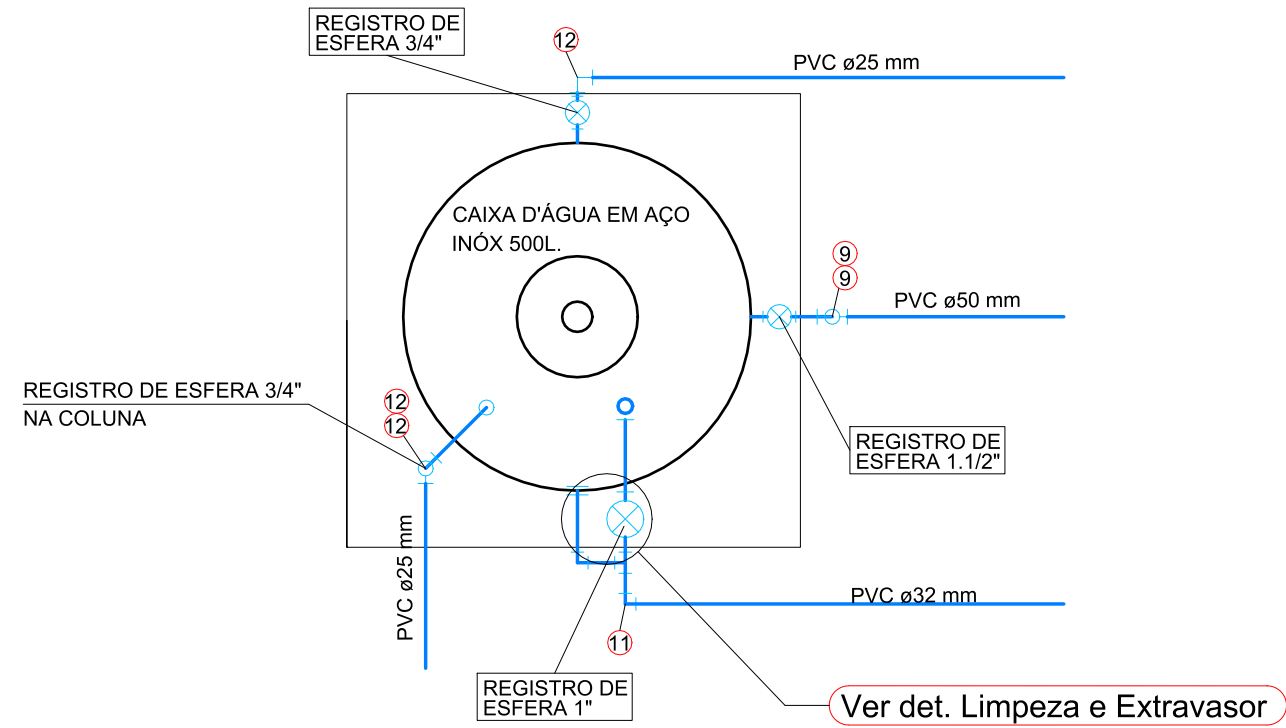 REGISTRO DE
ESFERA 3/4"
12
PVC ø25 mm
CAIXA D'ÁGUA EM AÇO
INÓX 500L.
9
9
PVC ø50 mm
REGISTRO DE ESFERA 3/4"
NA COLUNA
12
12
REGISTRO DE
ESFERA 1.1/2"
PVC ø25 mm
PVC ø32 mm
11
REGISTRO DE
ESFERA 1"
Ver det. Limpeza e Extravasor